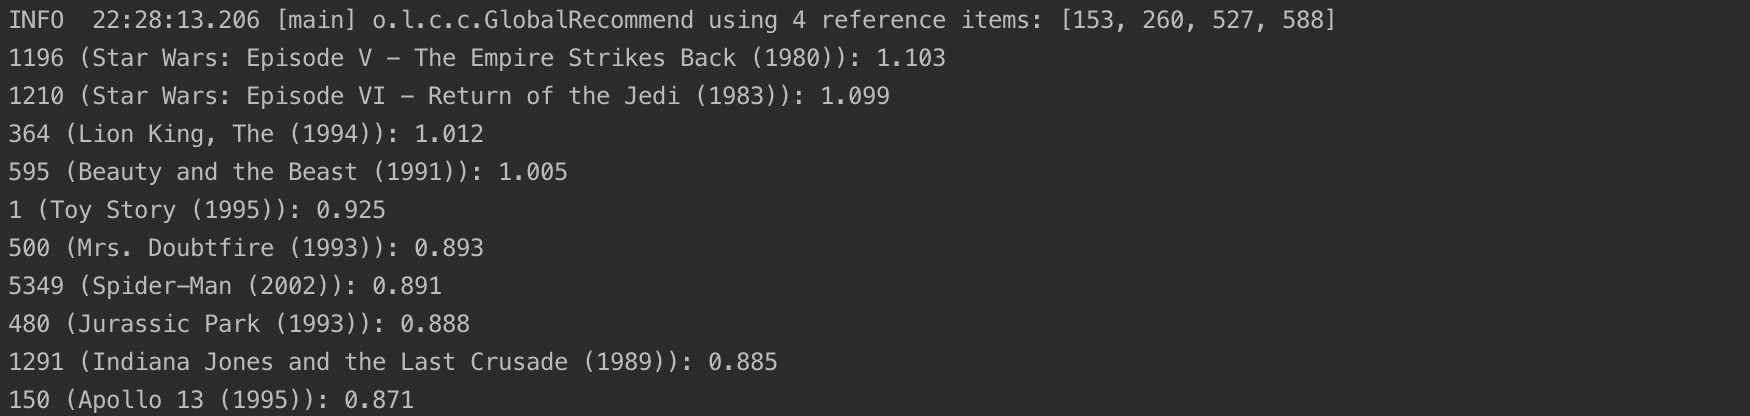 INFO  22:28:13.206 [main] o.l.c.c.GlobalRecommend using 4 reference items: [153, 260, 527, 588]
1196 (Star Wars: Episode V - The Empire Strikes Back (1980)): 1.103
1210 (Star Wars: Episode VI - Return of the Jedi (1983)): 1.099
364 (Lion King, The (1994)): 1.012
595 (Beauty and the Beast (1991)): 1.005
1 (Toy Story (1995)): 0.925
500 (Mrs. Doubtfire (1993)): 0.893
5349 (Spider-Man (2002)): 0.891
480 (Jurassic Park (1993)): 0.888
1291 (Indiana Jones and the Last Crusade (1989)): 0.885
150 (Apollo 13 (1995)): 0.871